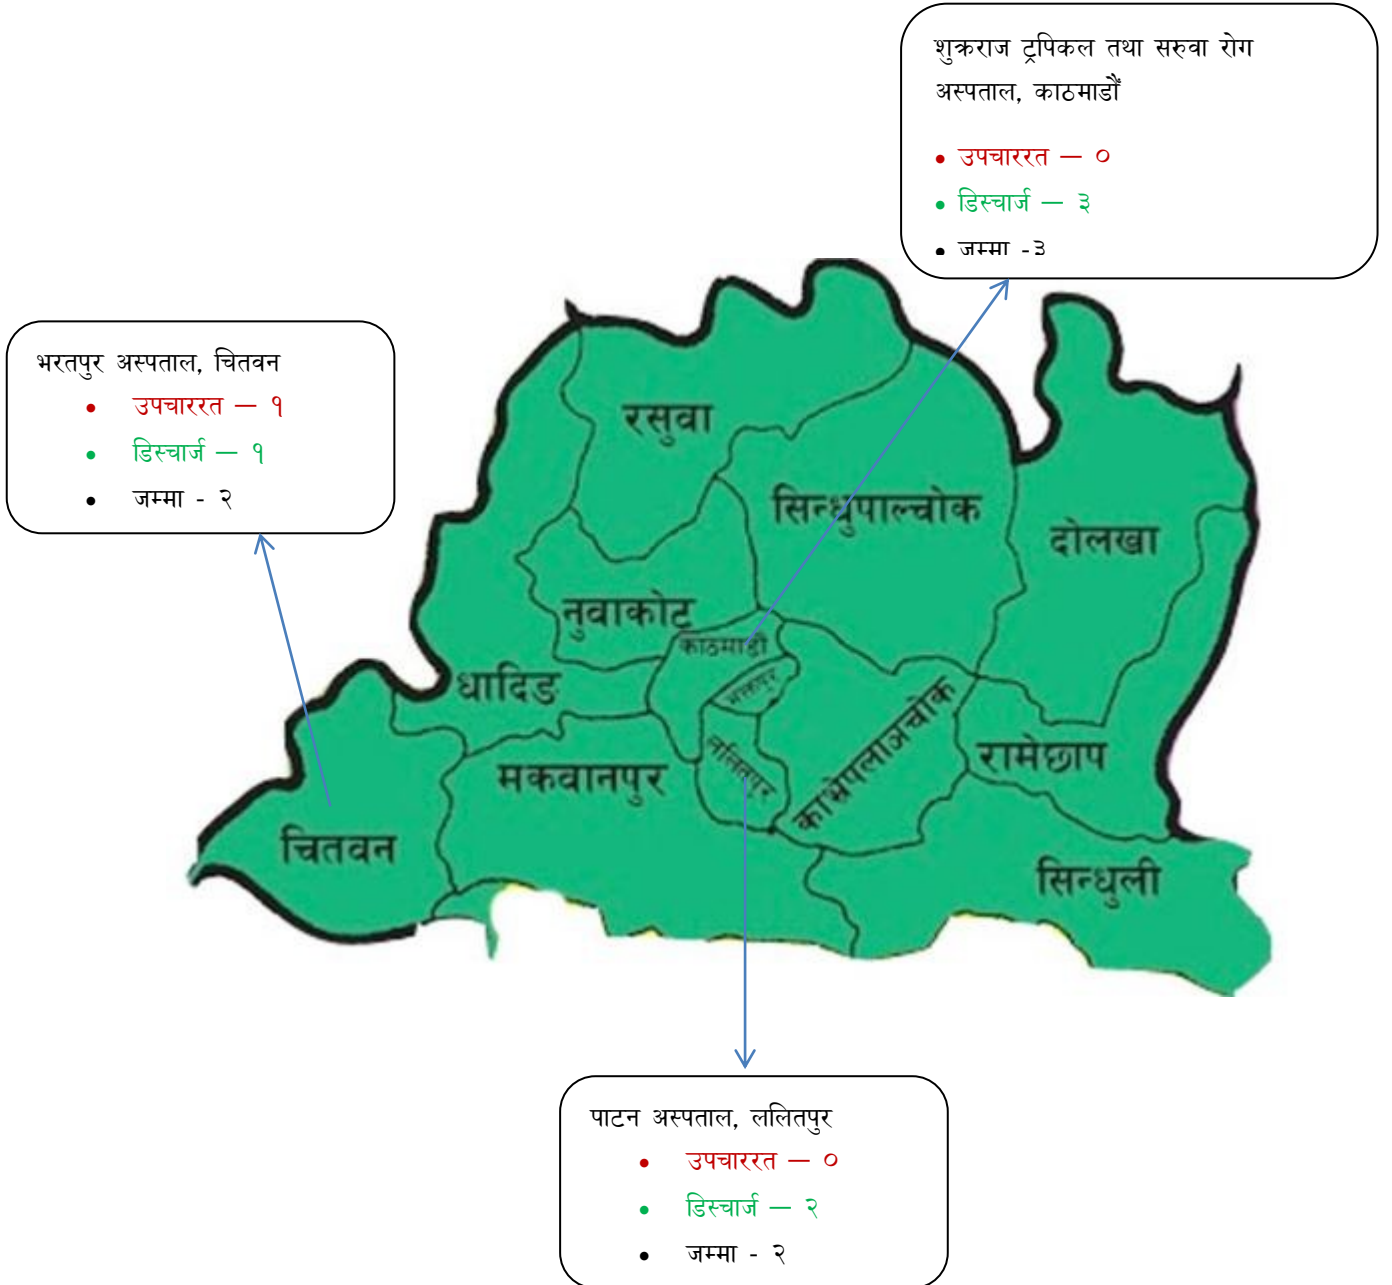 शुक्रराज ट्रपिकल तथा सरुवा रोग
अस्पताल, काठमाडौँ
• उपचाररत — ०
• डिस्चार्ज — ३
• जम्मा -३
भरतपुर अस्पताल, चितवन
• उपचाररत — १
• डिस्चार्ज — १
• जम्मा - २
रसुवा
सिन्धुपाल्चोक
दोलखा
नुवाकोट
काठमाडौ
धादिङ
भक्तपुर
ललितपुर
काभ्रेपलाञचोक
रामेछाप
मकवानपुर
चितवन
सिन्धुली
पाटन अस्पताल, ललितपुर
• उपचाररत — ०
• डिस्चार्ज — २
• जम्मा - २